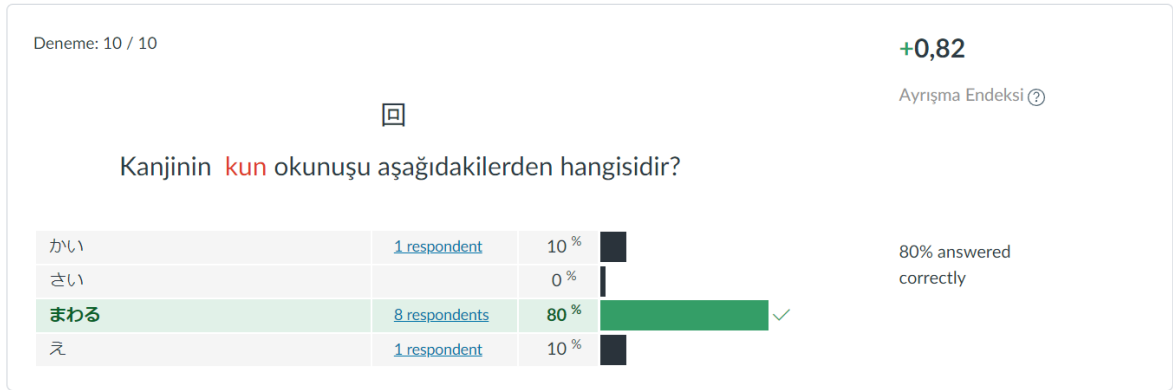 Deneme: 10 / 10
+0,82
Ayrışma Endeksi ?
回
Kanjinin kun okunuşu aşağıdakilerden hangisidir?
かい 1 respondent 10 %
さい 0 %
まわる 8 respondents 80 %
え 1 respondent 10 %
80% answered
correctly